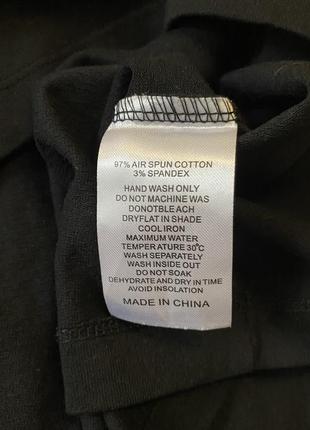 97% AIR SPUN COTTON
3% SPANDEX
HAND WASH ONLY
DO NOT MACHINE WAS
DONOTBLE ACH
DRYFLAT IN SHADE
COOL IRON
MAXIMUM WATER
TEMPERATURE 30℃
WASH SEPARATELY
WASH INSIDE OUT
DO NOT SOAK
DEHYDRATE AND DRY IN TIME
AVOID INSOLATION
MADE IN CHINA